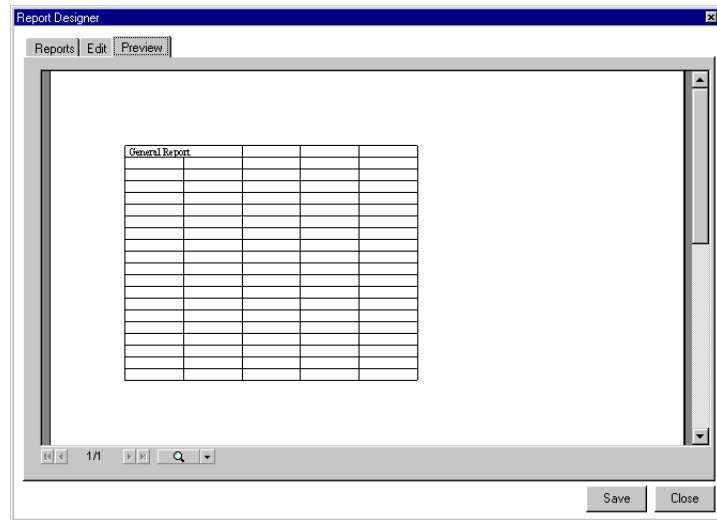 Report Designer
Reports Edit Preview
General Report
1/1
Save Close